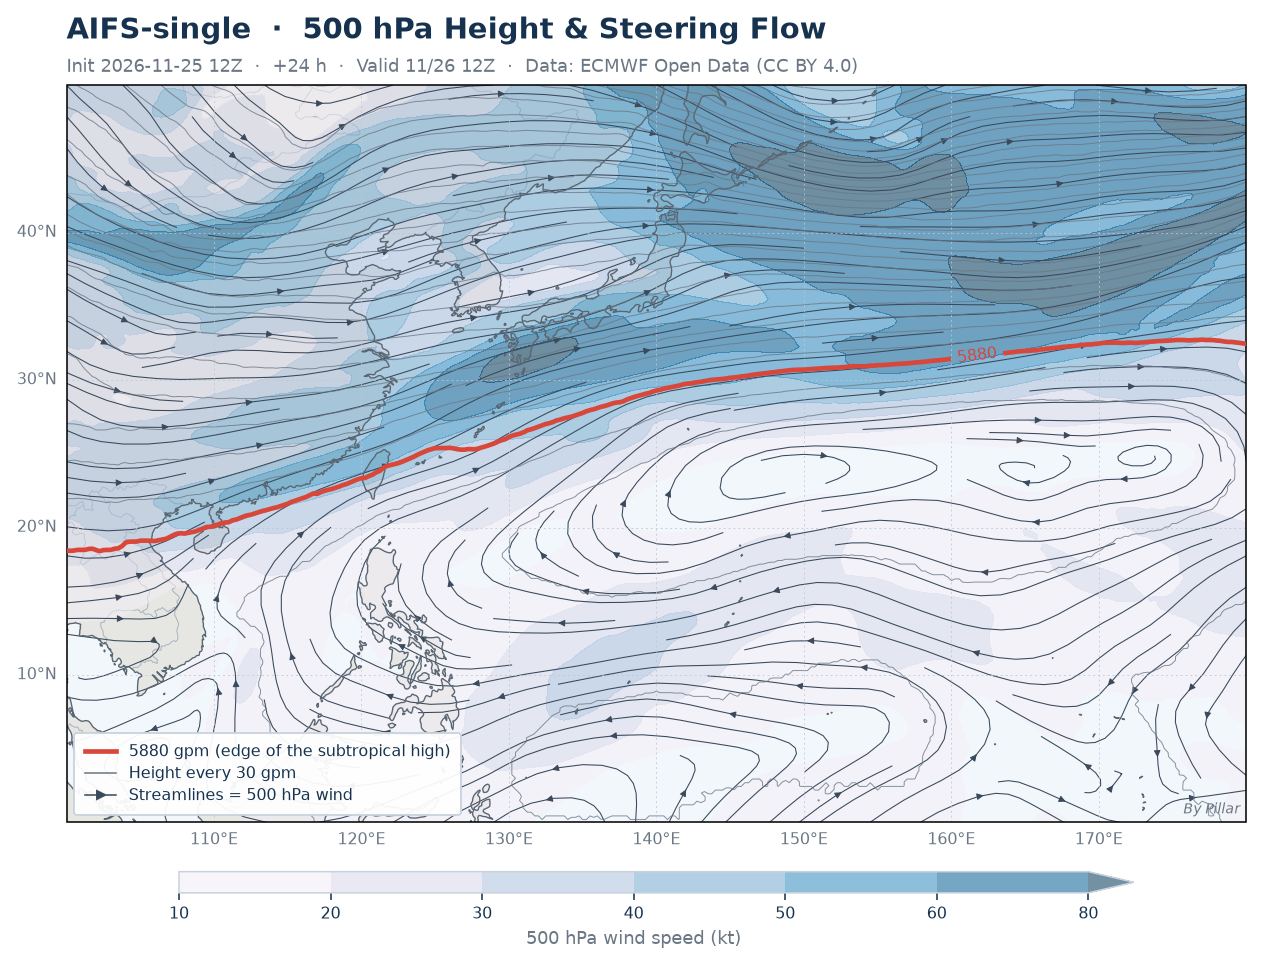 AIFS-single · 500 hPa Height & Steering Flow
Init 2026-11-25 12Z · +24 h · Valid 11/26 12Z · Data: ECMWF Open Data (CC BY 4.0)
40°N
30°N
20°N
10°N
5880
5880 gpm (edge of the subtropical high)
Height every 30 gpm
Streamlines = 500 hPa wind
By Pillar
110°E 120°E 130°E 140°E 150°E 160°E 170°E
10 20 30 40 50 60 80
500 hPa wind speed (kt)